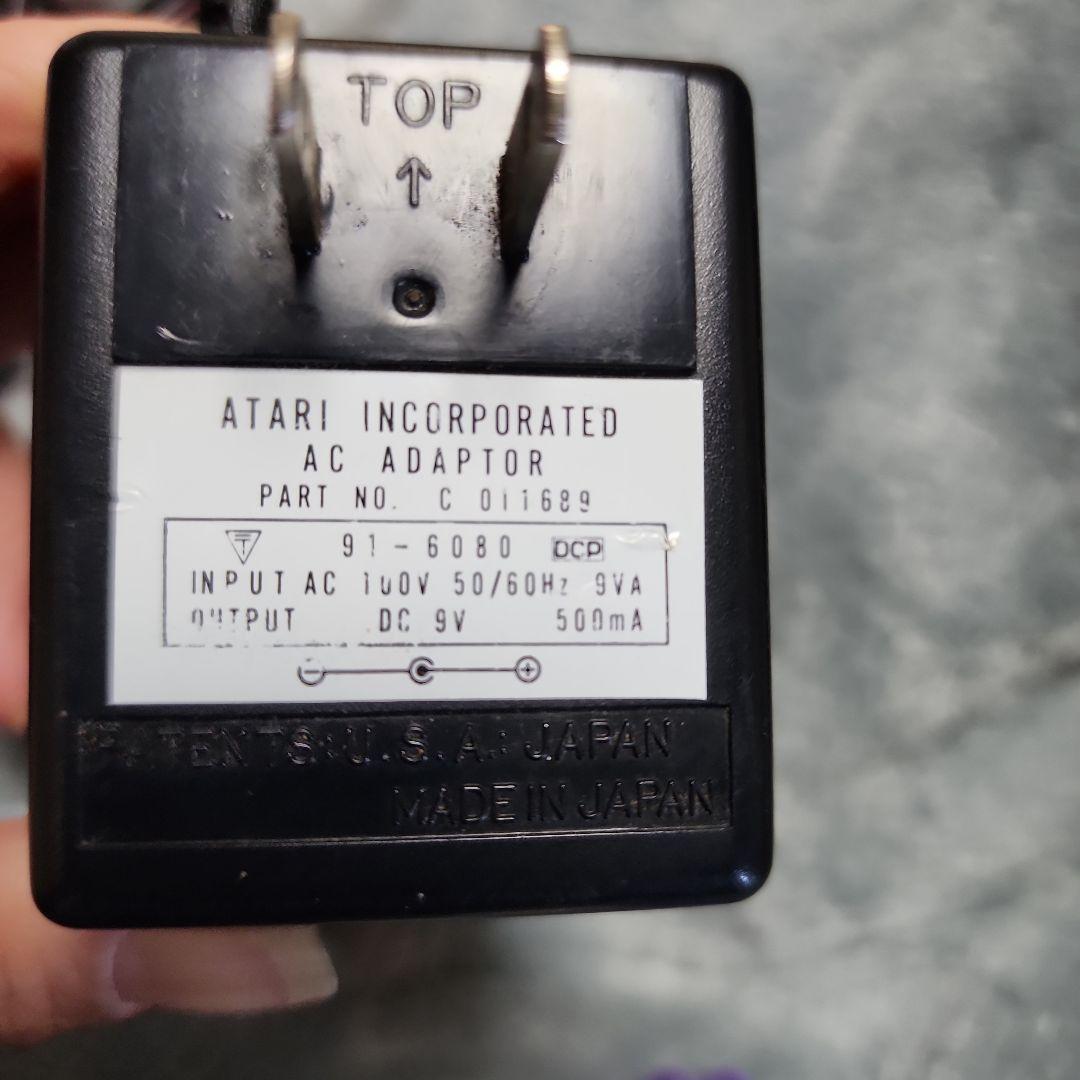 TOP
↑
ATARI INCORPORATED
AC ADAPTOR
PART NO. C 011689
T 91-6080 DCP
INPUT AC 100V 50/60Hz 9VA
OUTPUT DC 9V 500mA
- +
PATENTS:U.S.A.:JAPAN
MADE IN JAPAN